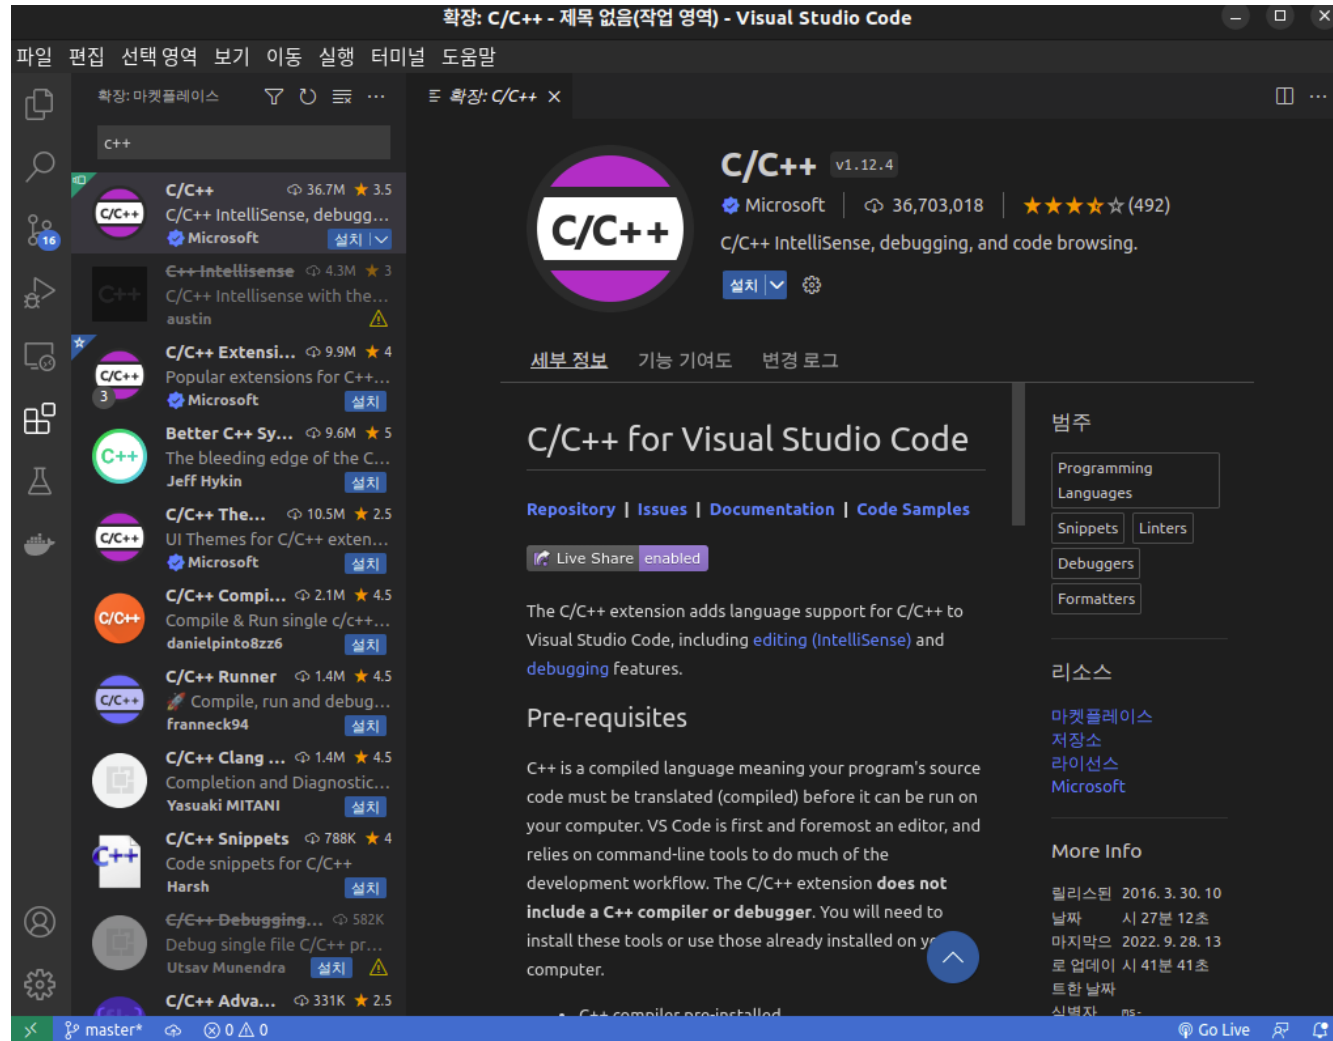 확장: C/C++ - 제목 없음(작업 영역) - Visual Studio Code
파일 편집 선택 영역 보기 이동 실행 터미널 도움말
확장: 마켓플레이스
c++
C/C++ 36.7M 3.5
C/C++ IntelliSense, debugg...
Microsoft 설치
C++ Intellisense 4.3M 3
C/C++ Intellisense with the...
austin
C/C++ Extensi... 9.9M 4
Popular extensions for C++...
Microsoft 설치
3
Better C++ Sy... 9.6M 5
The bleeding edge of the C...
Jeff Hykin 설치
C/C++ The... 10.5M 2.5
UI Themes for C/C++ exten...
Microsoft 설치
C/C++ Compi... 2.1M 4.5
Compile & Run single c/c++...
danielpinto8zz6 설치
C/C++ Runner 1.4M 4.5
🚀 Compile, run and debug...
franneck94 설치
C/C++ Clang ... 1.4M 4.5
Completion and Diagnostic...
Yasuaki MITANI 설치
C/C++ Snippets 788K 4
Code snippets for C/C++
Harsh 설치
C/C++ Debugging... 582K
Debug single file C/C++ pr...
Utsav Munendra 설치
C/C++ Adva... 331K 2.5
16
C/C++
C++
C/C++
C++
C/C++
C/C++
C/C++
C++
확장: C/C++
C/C++
C/C++ v1.12.4
Microsoft 36,703,018 (492)
C/C++ IntelliSense, debugging, and code browsing.
설치
세부 정보 기능 기여도 변경 로그
C/C++ for Visual Studio Code
Repository | Issues | Documentation | Code Samples
Live Share enabled
The C/C++ extension adds language support for C/C++ to
Visual Studio Code, including editing (IntelliSense) and
debugging features.
Pre-requisites
C++ is a compiled language meaning your program's source
code must be translated (compiled) before it can be run on
your computer. VS Code is first and foremost an editor, and
relies on command-line tools to do much of the
development workflow. The C/C++ extension does not
include a C++ compiler or debugger. You will need to
install these tools or use those already installed on
computer.
C++ compiler pre-installed
범주
Programming
Languages
Snippets Linters
Debuggers
Formatters
리소스
마켓플레이스
저장소
라이선스
Microsoft
More Info
릴리스된 2016. 3. 30. 10
날짜 시 27분 12초
마지막으 2022. 9. 28. 13
로 업데이 시 41분 41초
트한 날짜
식별자 ms-
master* 0 0 Go Live